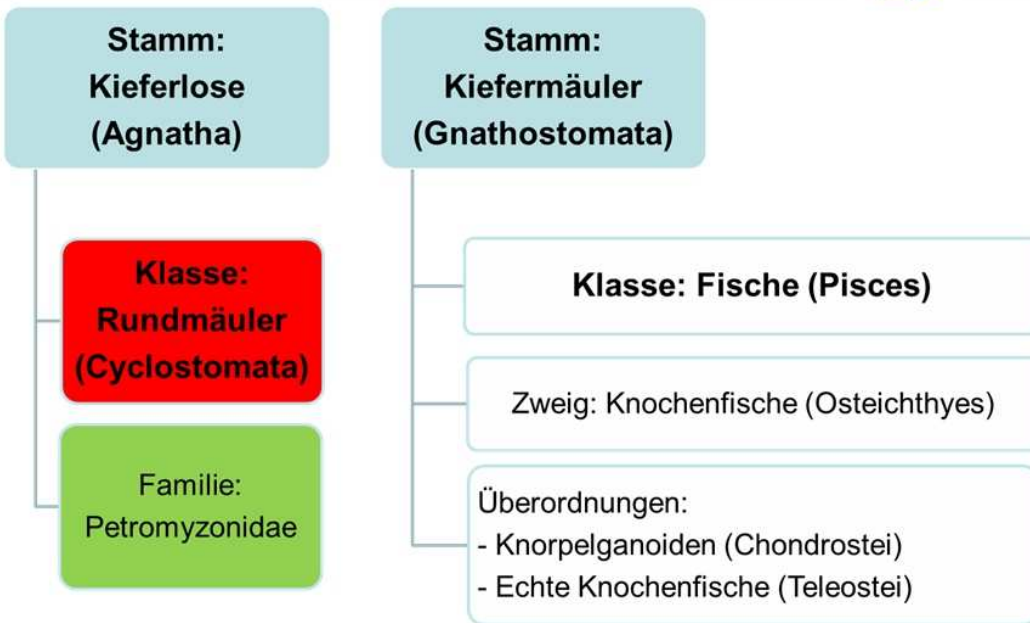 Stamm:
Kieferlose
(Agnatha)
Klasse:
Rundmäuler
(Cyclostomata)
Familie:
Petromyzonidae
Stamm:
Kiefermäuler
(Gnathostomata)
Klasse: Fische (Pisces)
Zweig: Knochenfische (Osteichthyes)
Überordnungen:
- Knorpelganoiden (Chondrostei)
- Echte Knochenfische (Teleostei)